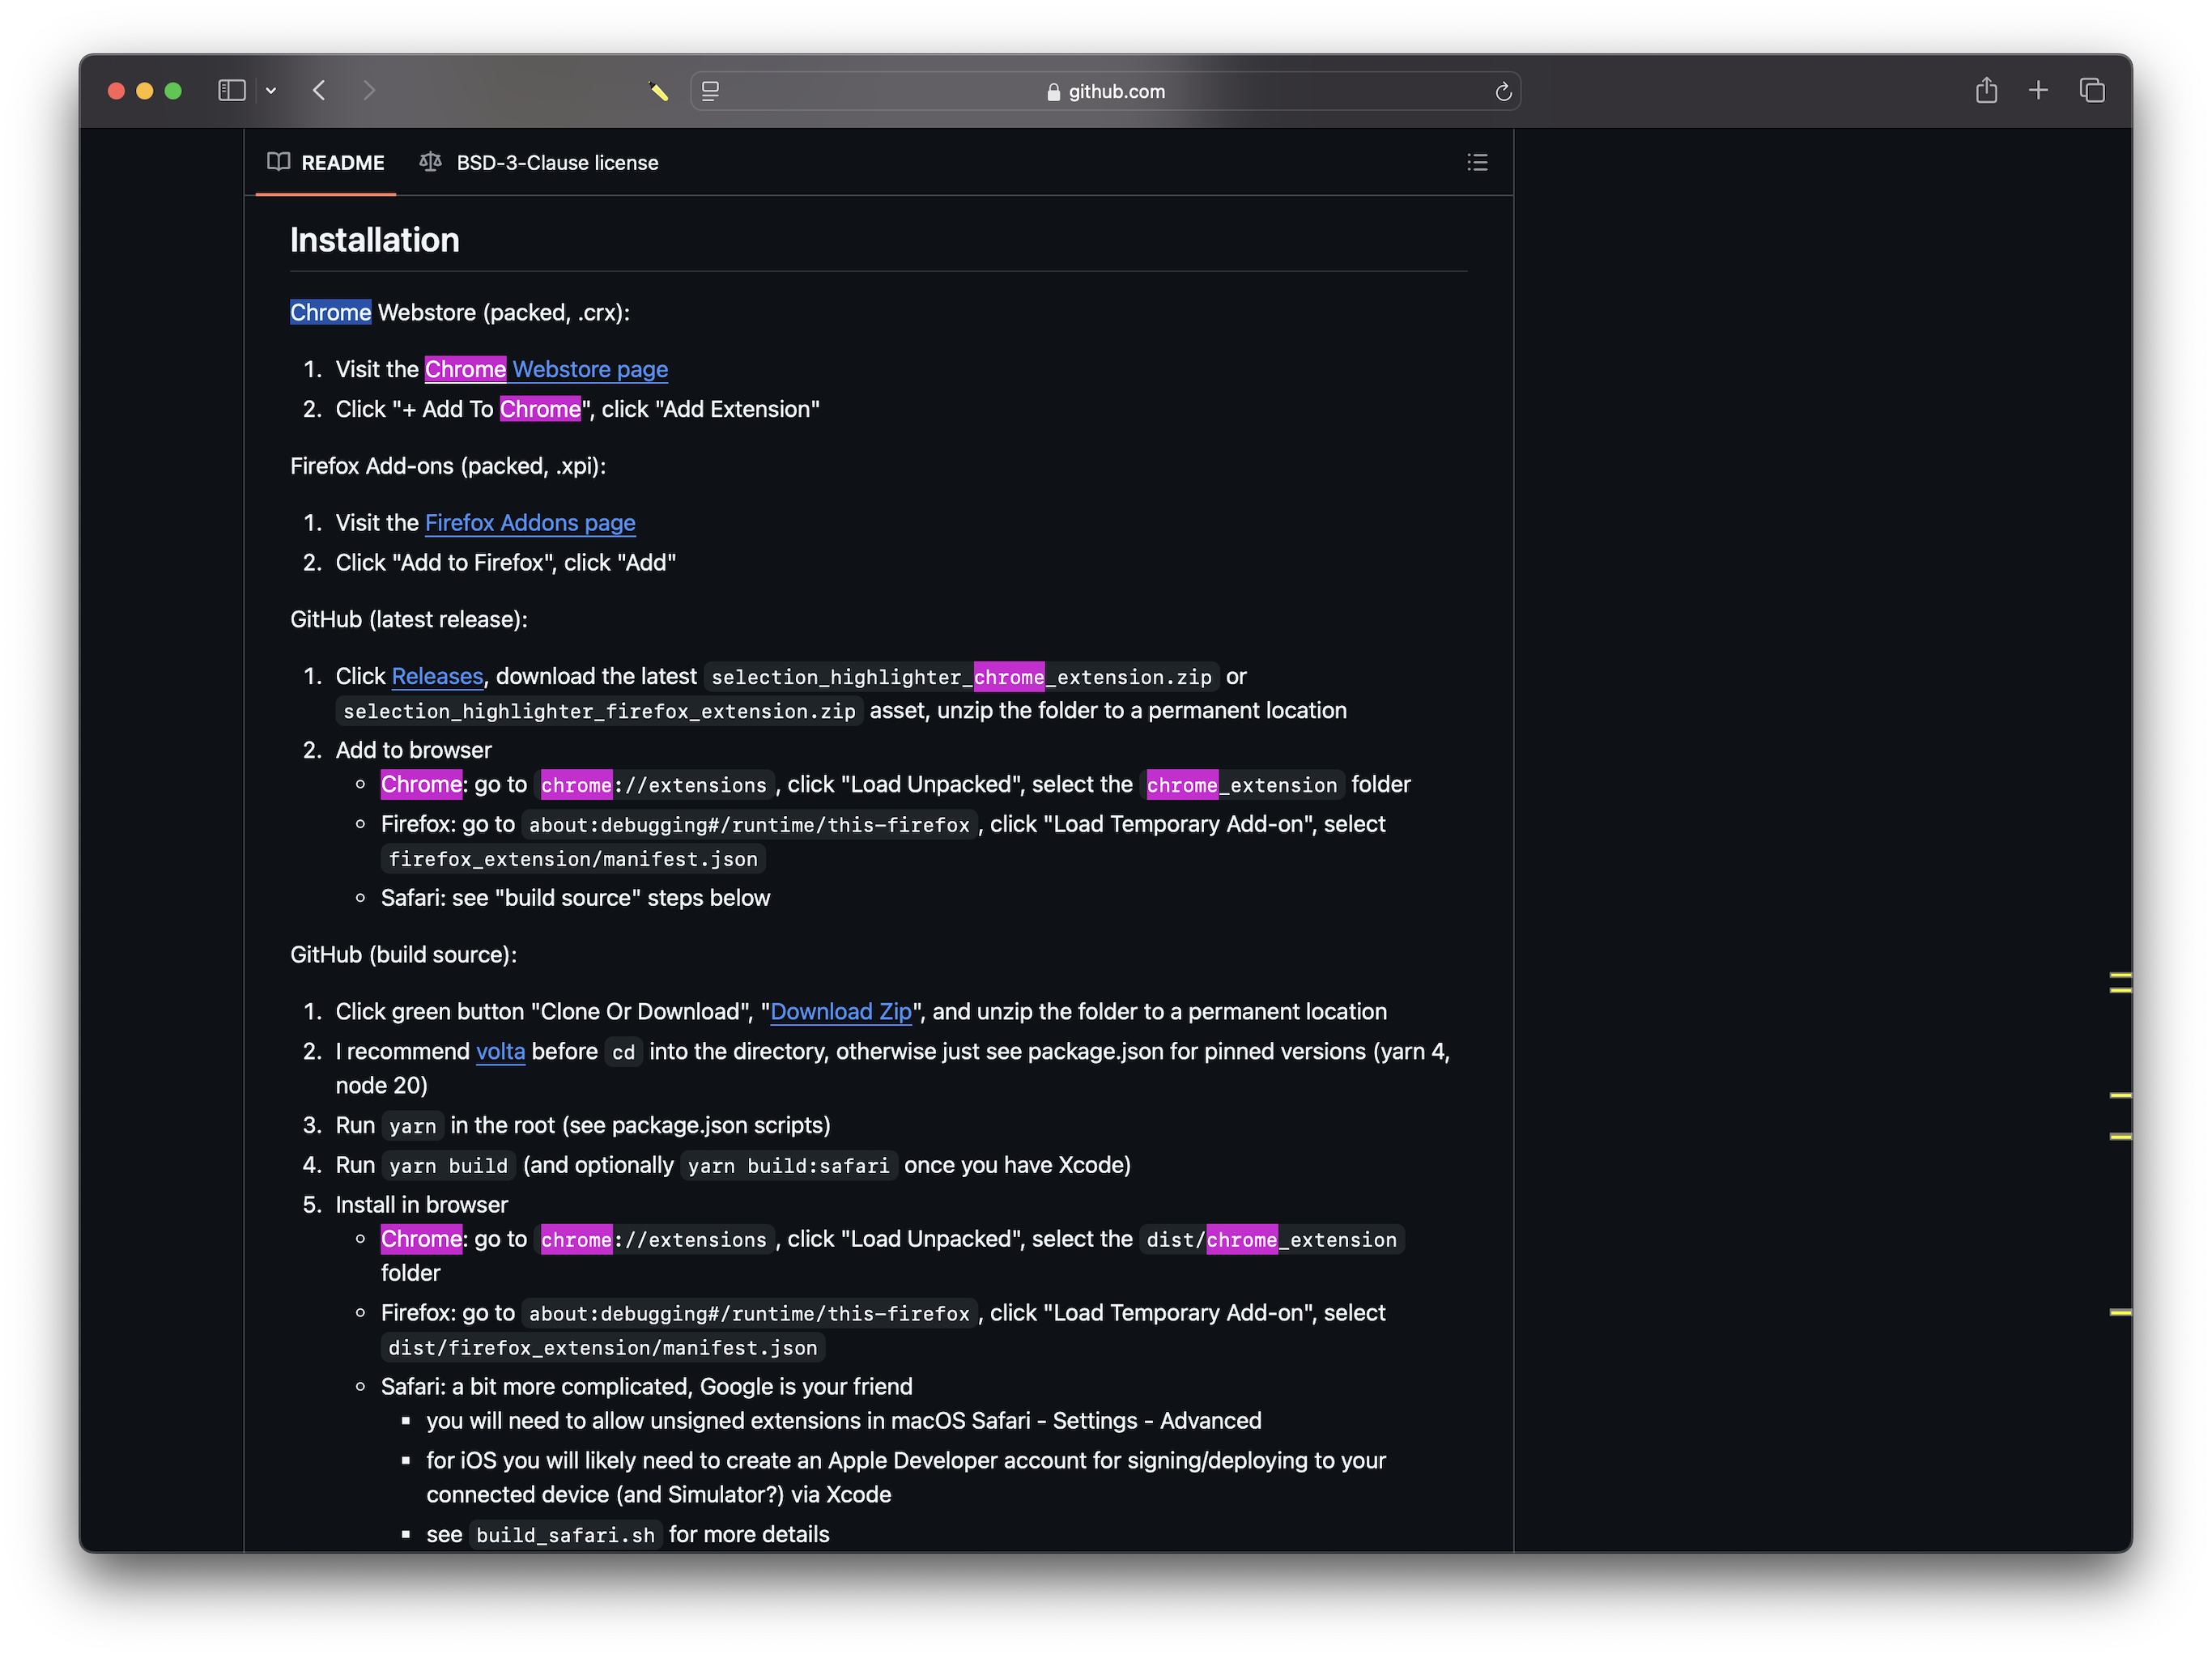 github.com
README
BSD-3-Clause license
Installation
Chrome Webstore (packed, .crx):
1. Visit the Chrome Webstore page
2. Click "+ Add To Chrome", click "Add Extension"
Firefox Add-ons (packed, .xpi):
1. Visit the Firefox Addons page
2. Click "Add to Firefox", click "Add"
GitHub (latest release):
1. Click Releases, download the latest selection_highlighter_chrome_extension.zip or
selection_highlighter_firefox_extension.zip asset, unzip the folder to a permanent location
2. Add to browser
Chrome: go to chrome://extensions, click "Load Unpacked", select the chrome_extension folder
Firefox: go to about:debugging#/runtime/this-firefox, click "Load Temporary Add-on", select
firefox_extension/manifest.json
Safari: see "build source" steps below
GitHub (build source):
1. Click green button "Clone Or Download", "Download Zip", and unzip the folder to a permanent location
2. I recommend volta before cd into the directory, otherwise just see package.json for pinned versions (yarn 4,
node 20)
3. Run yarn in the root (see package.json scripts)
4. Run yarn build (and optionally yarn build:safari once you have Xcode)
5. Install in browser
Chrome: go to chrome://extensions, click "Load Unpacked", select the dist/chrome_extension
folder
Firefox: go to about:debugging#/runtime/this-firefox, click "Load Temporary Add-on", select
dist/firefox_extension/manifest.json
Safari: a bit more complicated, Google is your friend
you will need to allow unsigned extensions in macOS Safari - Settings - Advanced
for iOS you will likely need to create an Apple Developer account for signing/deploying to your
connected device (and Simulator?) via Xcode
see build_safari.sh for more details